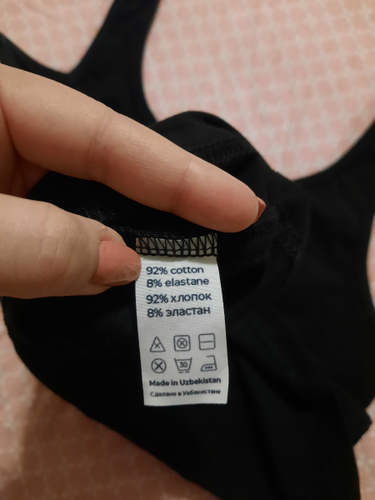 92% cotton
8% elastane
92% хлопок
8% эластан
30
Made in Uzbekistan
Сделано в Узбекистане